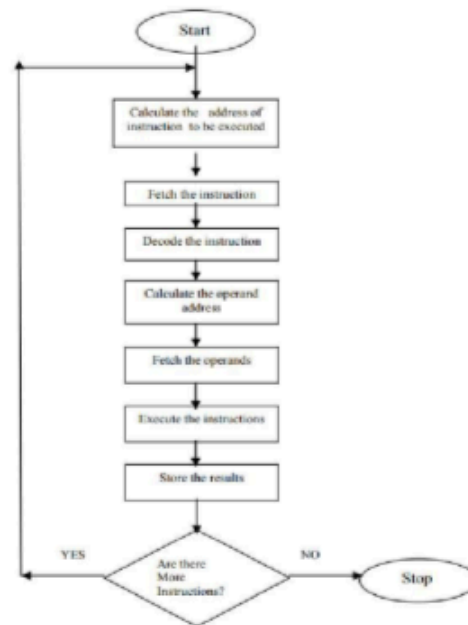 Start
Calculate the address of
instruction to be executed
Fetch the instruction
Decode the instruction
Calculate the operand
address
Fetch the operands
Execute the instructions
Store the results
YES
Are there
More
Instructions?
NO
Stop